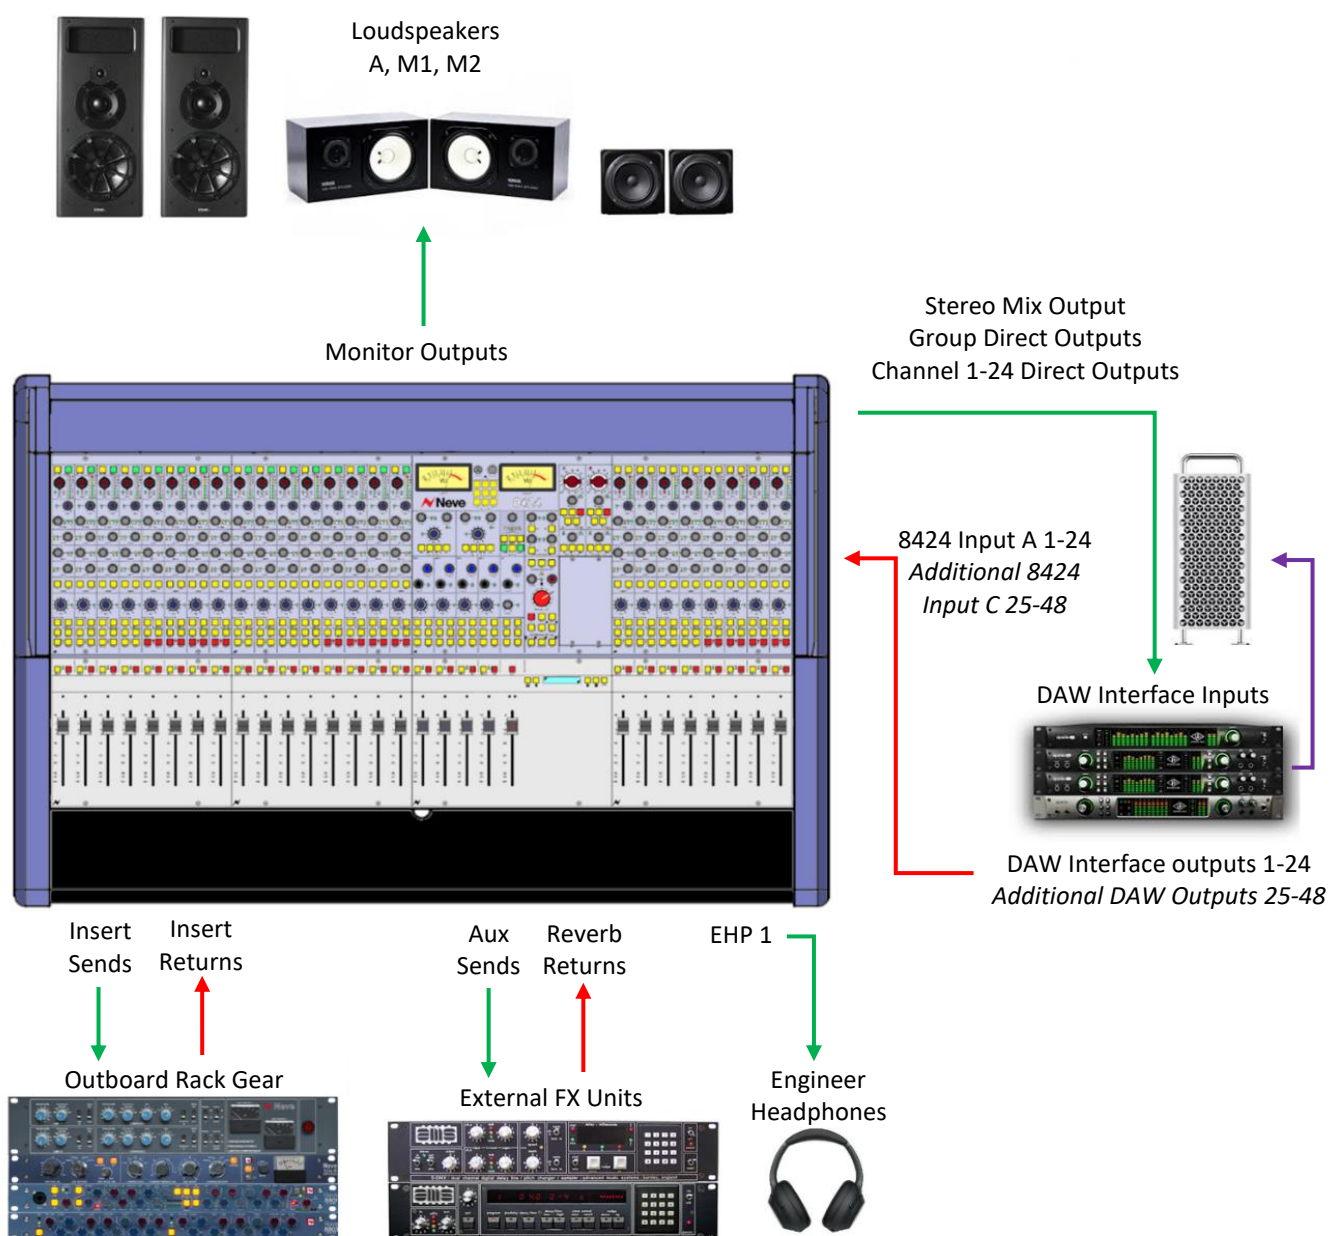 Loudspeakers
A, M1, M2
Monitor Outputs
Stereo Mix Output
Group Direct Outputs
Channel 1-24 Direct Outputs
Neve
8424 Input A 1-24
Additional 8424
Input C 25-48
DAW Interface Inputs
DAW Interface outputs 1-24
Additional DAW Outputs 25-48
Insert
Sends
Insert
Returns
Aux
Sends
Reverb
Returns
EHP 1
Outboard Rack Gear
External FX Units
Engineer
Headphones